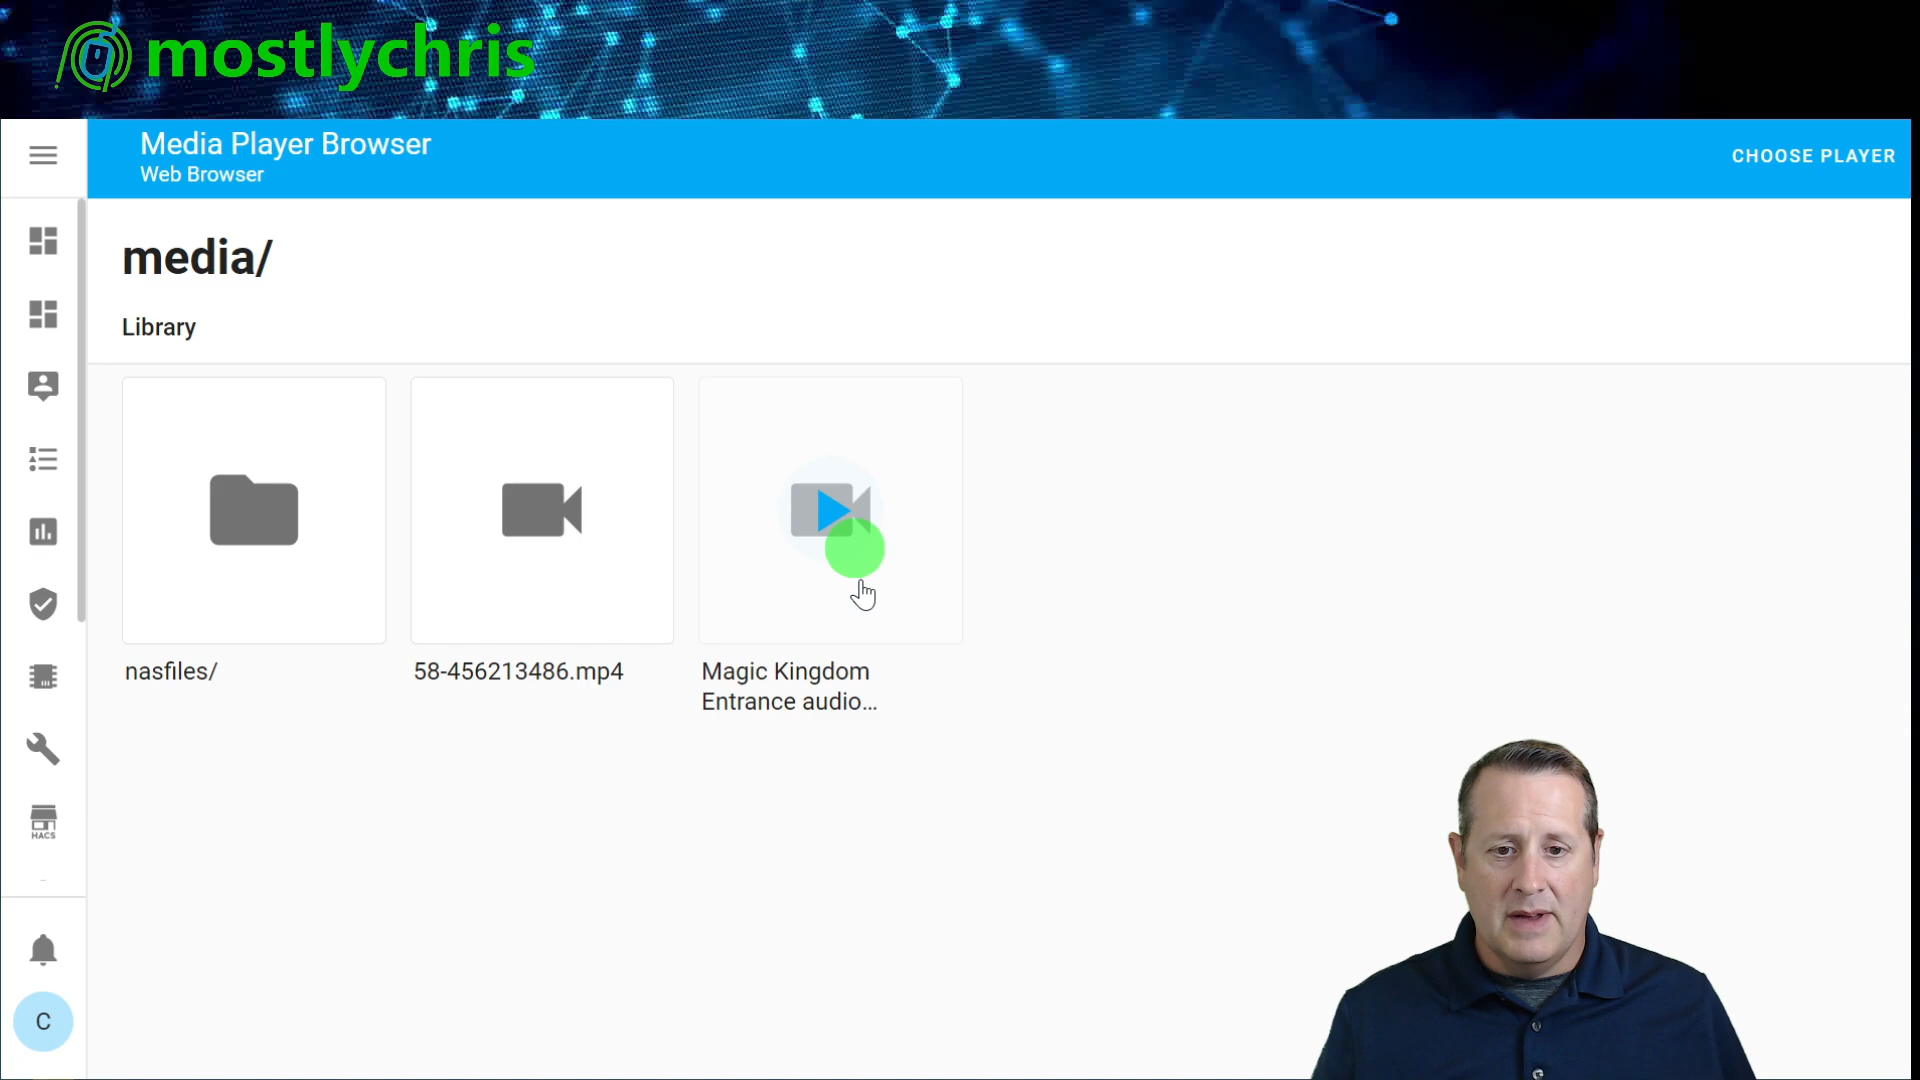 mostlychris
Media Player Browser
Web Browser
CHOOSE PLAYER
media/
Library
nasfiles/
58-456213486.mp4
Magic Kingdom
Entrance audio...
HACS
C